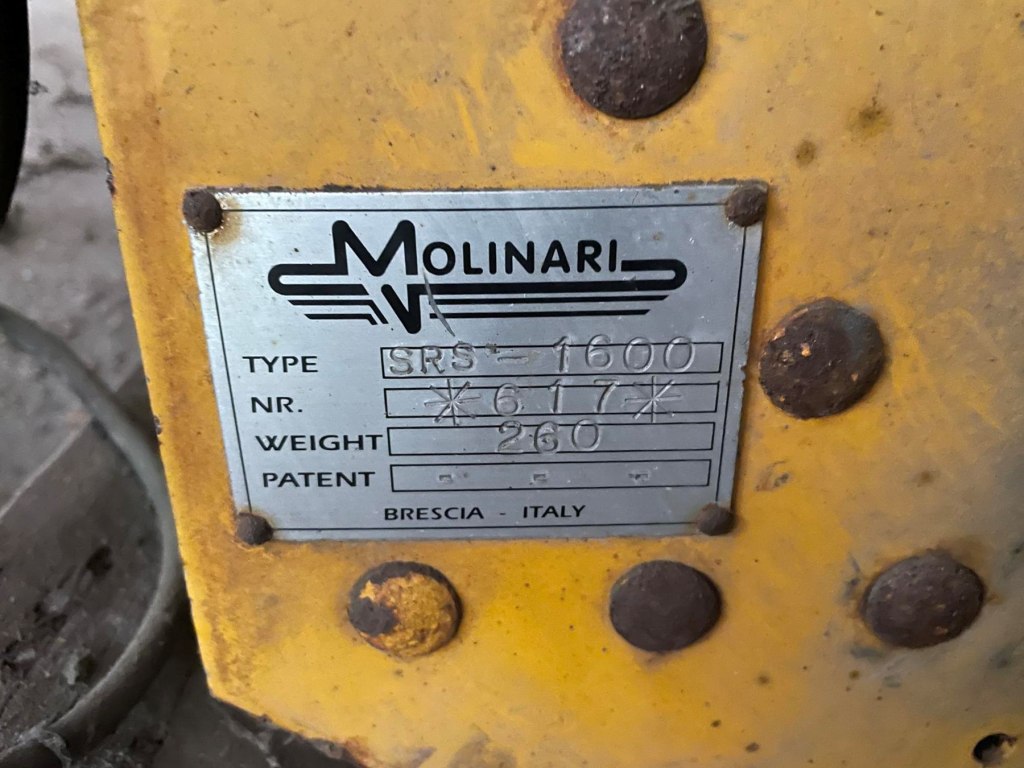 MOLINARI
TYPE SRS - 1600
NR. *617*
WEIGHT 260
PATENT - - -
BRESCIA - ITALY